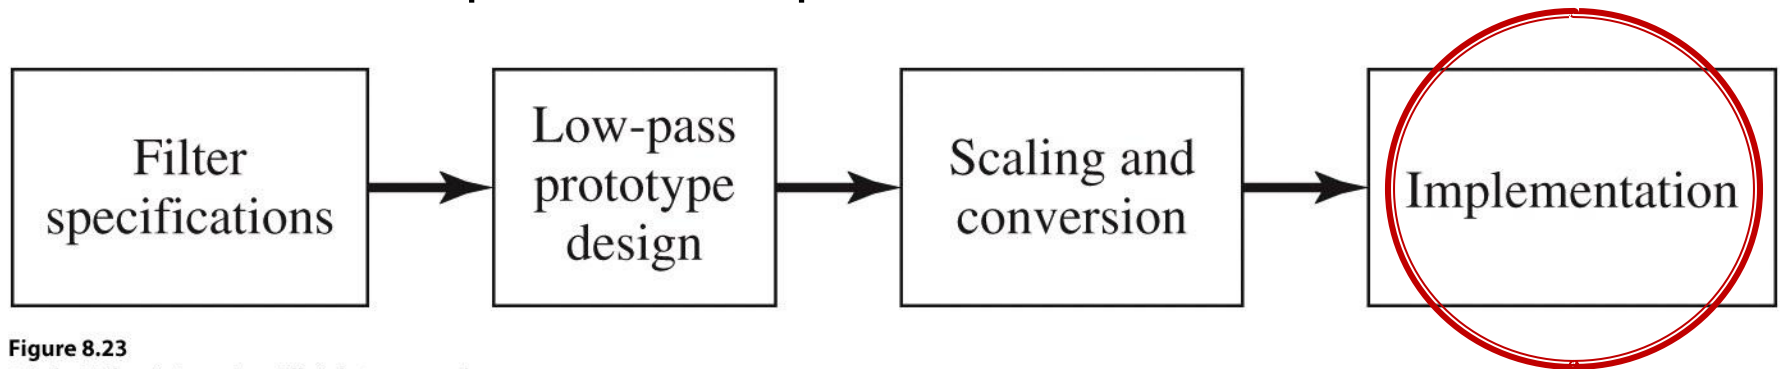 Filter
specifications
Low-pass
prototype
design
Scaling and
conversion
Implementation
Figure 8.23